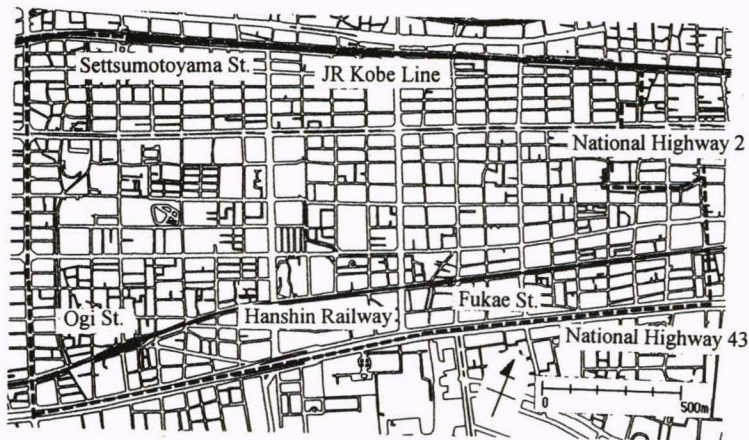 Settsumotoyama St.
JR Kobe Line
National Highway 2
Ogi St.
Hanshin Railway
Fukae St.
National Highway 43
0
500m